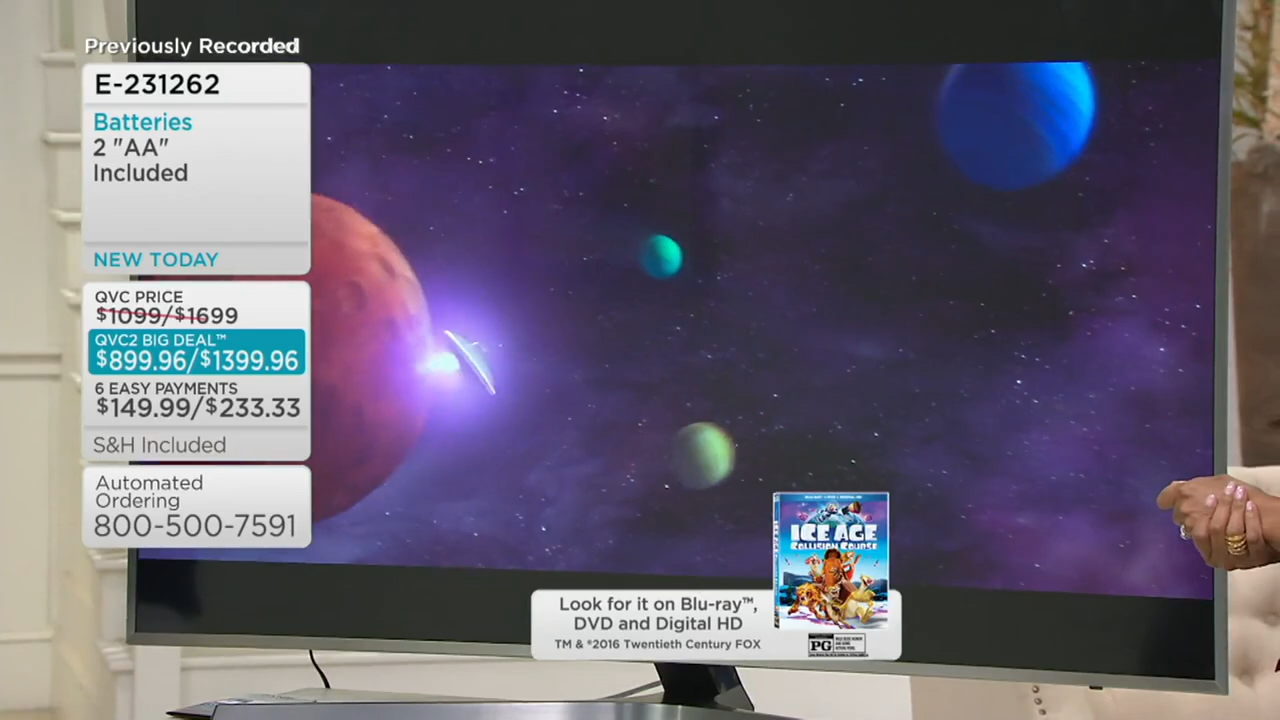 Previously Recorded
E-231262
Batteries
2 "AA"
Included
NEW TODAY
QVC PRICE
$1099/$1699
QVC2 BIG DEAL™
$899.96/$1399.96
6 EASY PAYMENTS
$149.99/$233.33
S&H Included
Automated
Ordering
800-500-7591
ICE AGE
COLLISION COURSE
Look for it on Blu-ray™,
DVD and Digital HD
TM & ©2016 Twentieth Century FOX
PG